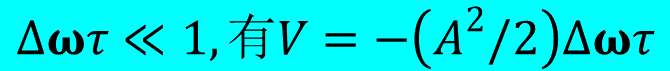 Δωτ ≪ 1,有V = −(A²/2)Δωτ